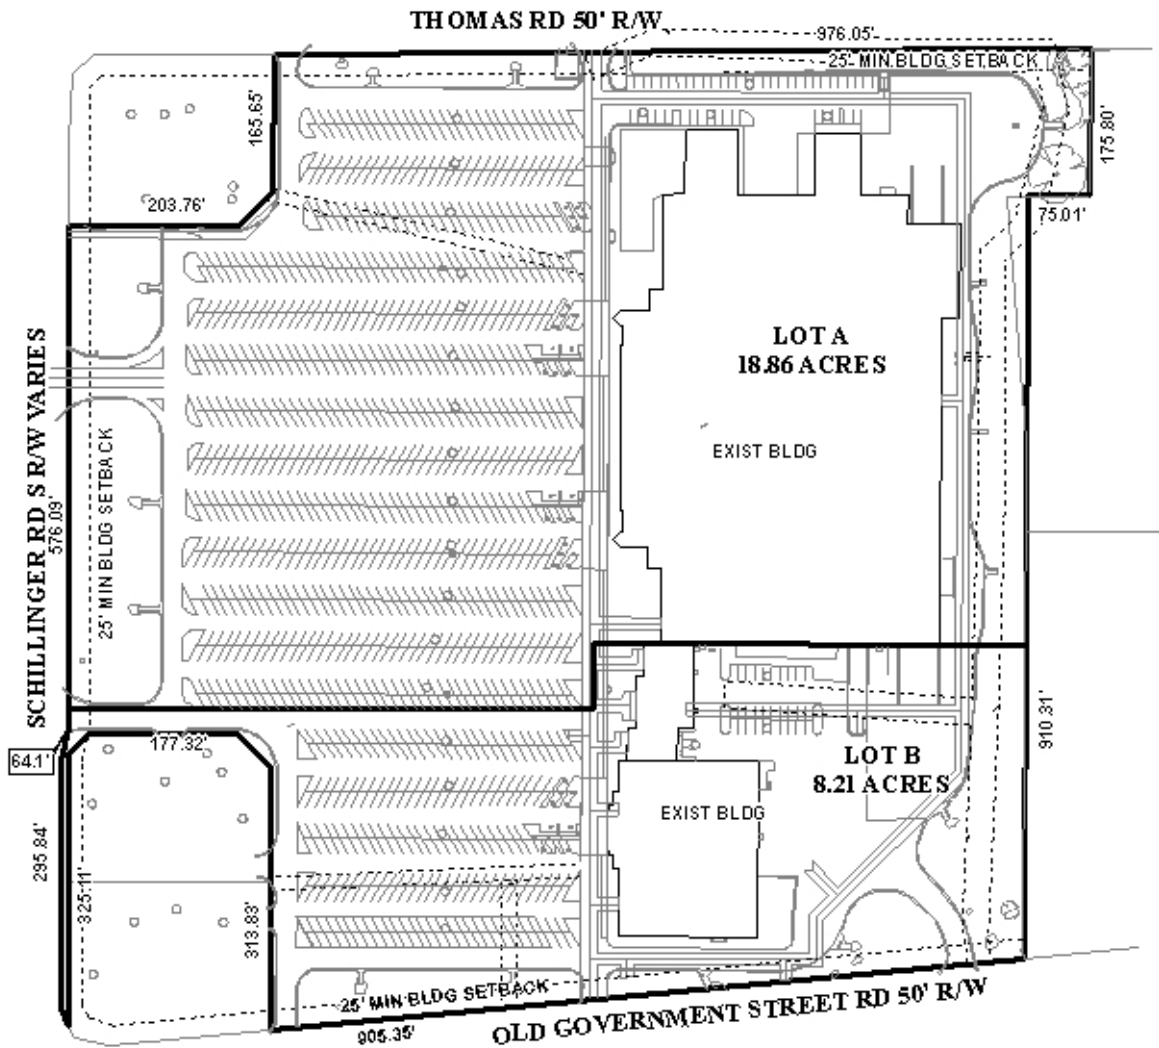 THOMAS RD 50' R/W
976.05'
25' MIN BLDG SETBACK
165.65'
175.80'
203.76'
75.01'
LOT A
18.86 ACRES
SCHILLINGER RD S R/W VARIES
576.09'
25' MIN BLDG SETBACK
EXIST BLDG
64.1'
177.32'
910.31'
LOT B
8.21 ACRES
EXIST BLDG
295.84'
325.11'
313.83'
25' MIN BLDG SETBACK
905.35'
OLD GOVERNMENT STREET RD 50' R/W